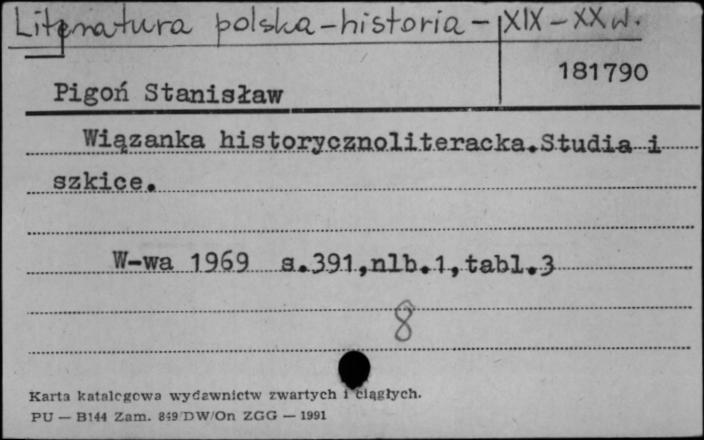 Literatura polska - historia - XIX - XX w.
181790
Pigoń Stanisław
Wiązanka historycznoliteracka.Studia i
szkice.
W-wa 1969 s.391,nlb.1,tabl.3
8
Karta katalogowa wydawnictw zwartych i ciągłych.
PU — B144 Zam. 849/DW/On ZGG — 1991